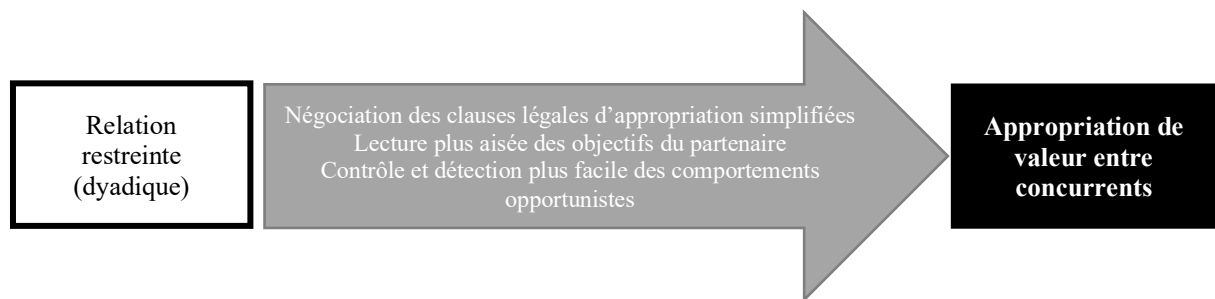 Relation
restreinte
(dyadique)
Négociation des clauses légales d’appropriation simplifiées
Lecture plus aisée des objectifs du partenaire
Contrôle et détection plus facile des comportements
opportunistes
Appropriation de
valeur entre
concurrents